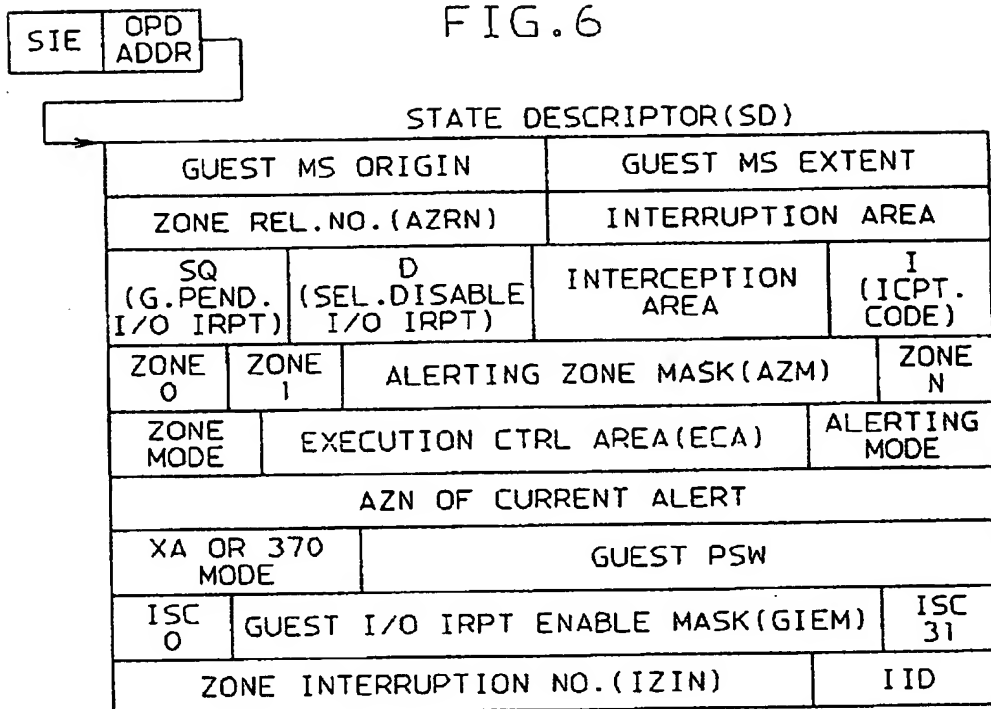 FIG.6
SIE
OPD
ADDR
STATE DESCRIPTOR(SD)
GUEST MS ORIGIN
GUEST MS EXTENT
ZONE REL.NO.(AZRN)
INTERRUPTION AREA
SQ
(G.PEND.
I/O IRPT)
D
(SEL.DISABLE
I/O IRPT)
INTERCEPTION
AREA
I
(ICPT.
CODE)
ZONE
0
ZONE
1
ALERTING ZONE MASK(AZM)
ZONE
N
ZONE
MODE
EXECUTION CTRL AREA(ECA)
ALERTING
MODE
AZN OF CURRENT ALERT
XA OR 370
MODE
GUEST PSW
ISC
0
GUEST I/O IRPT ENABLE MASK(GIEM)
ISC
31
ZONE INTERRUPTION NO.(IZIN)
IID